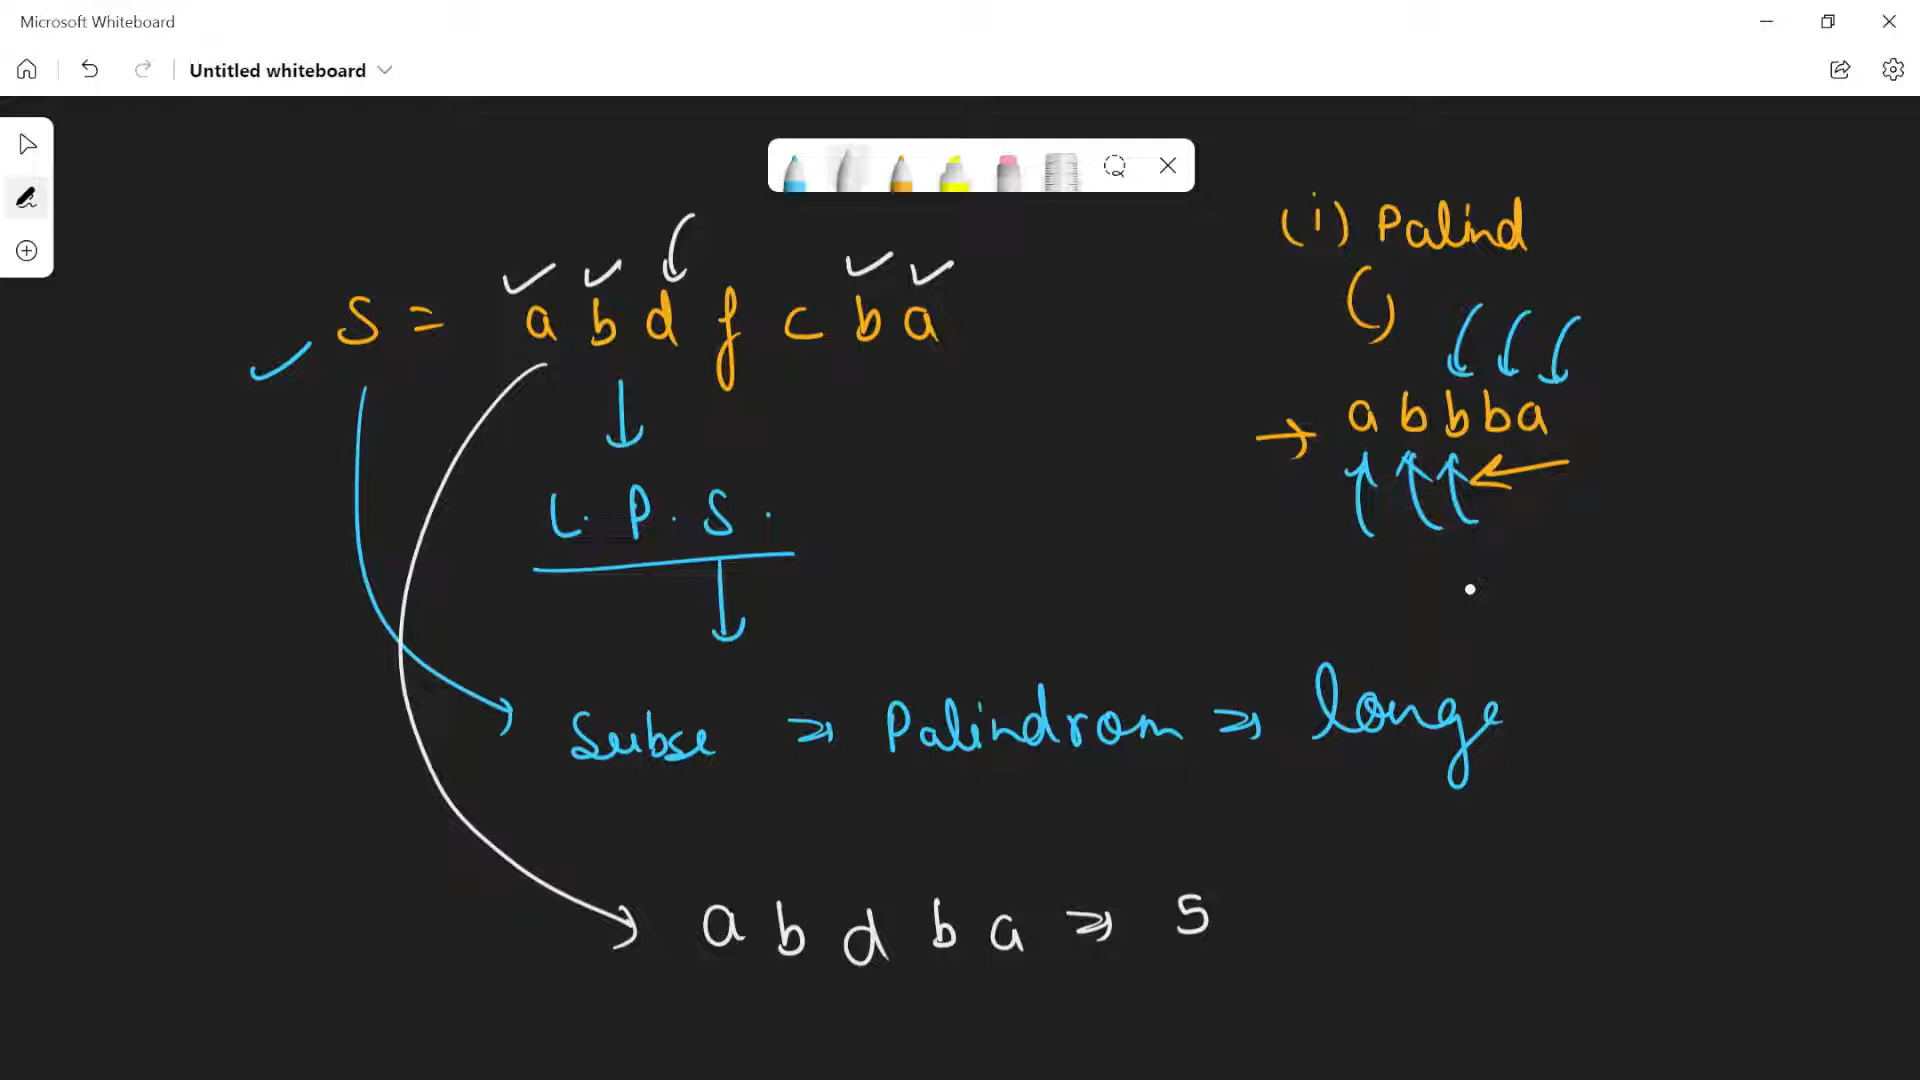 Microsoft Whiteboard
Untitled whiteboard
(i) Palind
()
S = a b d f c b a
a b b b a
L. P. S.
Subse ⇒ Palindrom ⇒ longe
a b d b a ⇒ 5